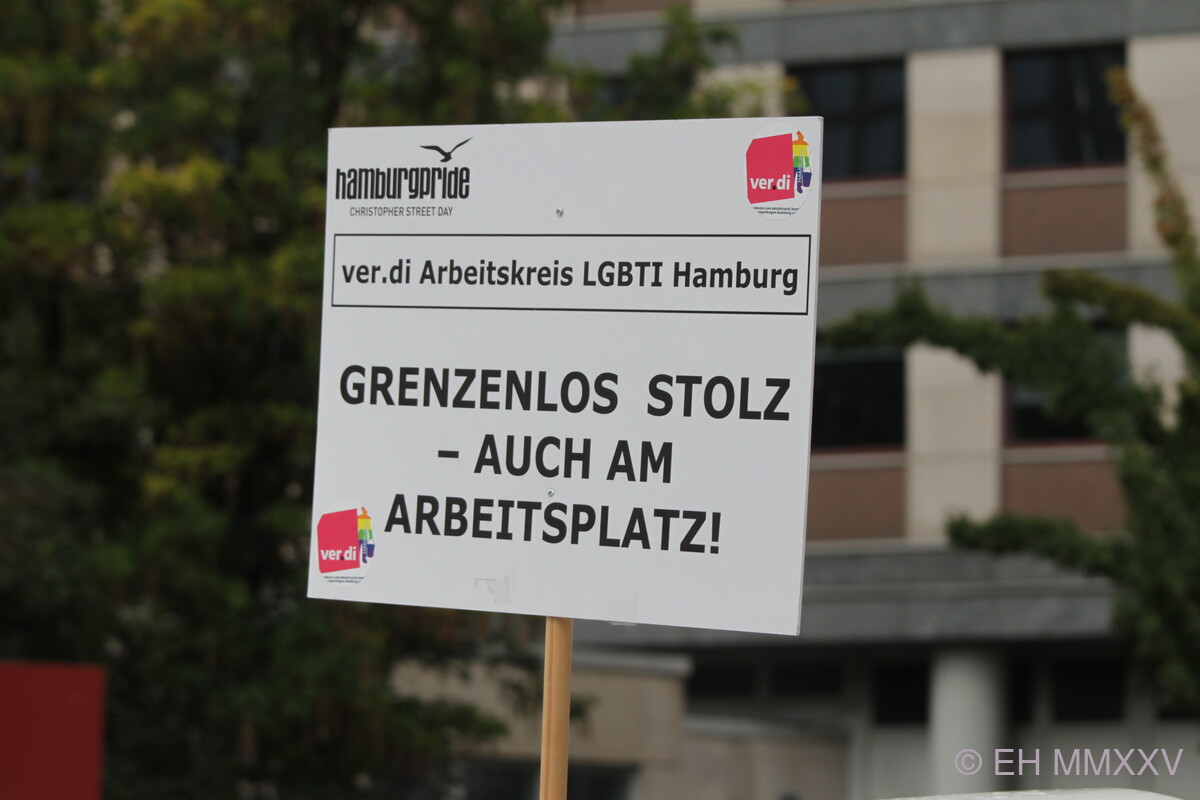 hamburgpride
CHRISTOPHER STREET DAY
ver.di
ver.di Arbeitskreis LGBTI Hamburg
GRENZENLOS STOLZ
– AUCH AM
ARBEITSPLATZ!
ver.di
© EH MMXXV